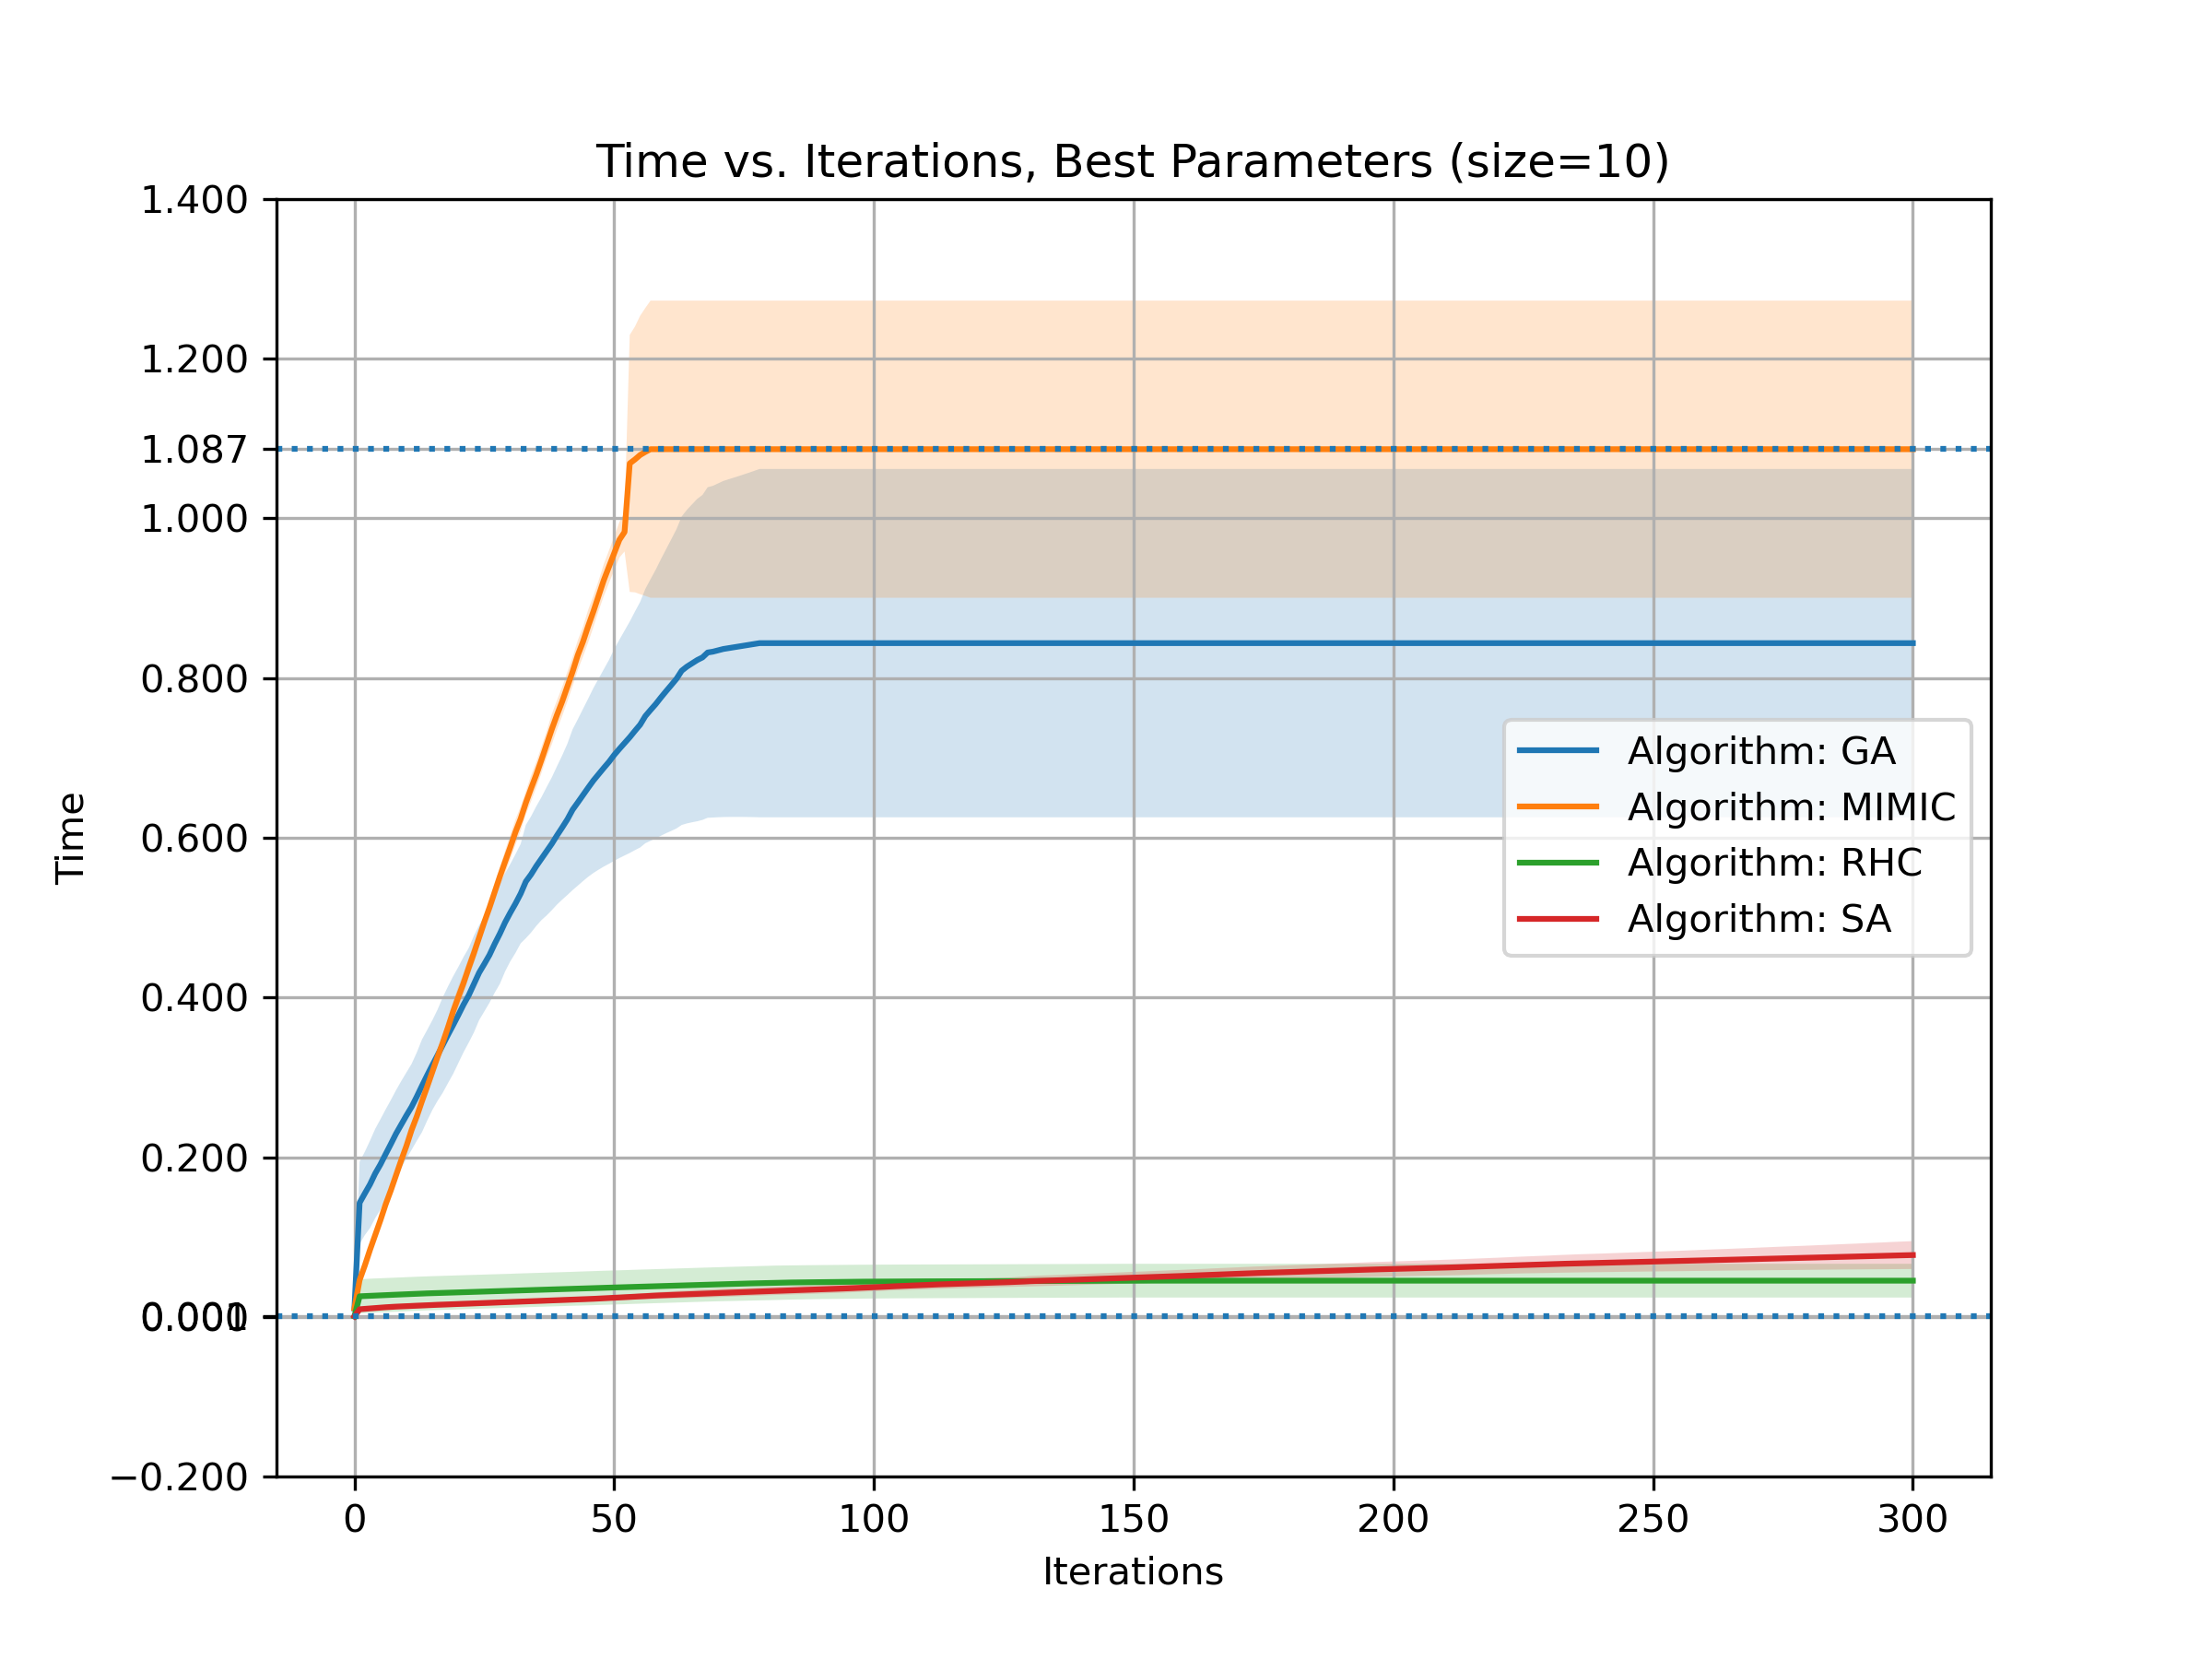 Time vs. Iterations, Best Parameters (size=10)
1.400
1.200
1.087
1.000
0.800
0.600
0.400
0.200
0.000
−0.200
Time
Algorithm: GA
Algorithm: MIMIC
Algorithm: RHC
Algorithm: SA
0 50 100 150 200 250 300
Iterations